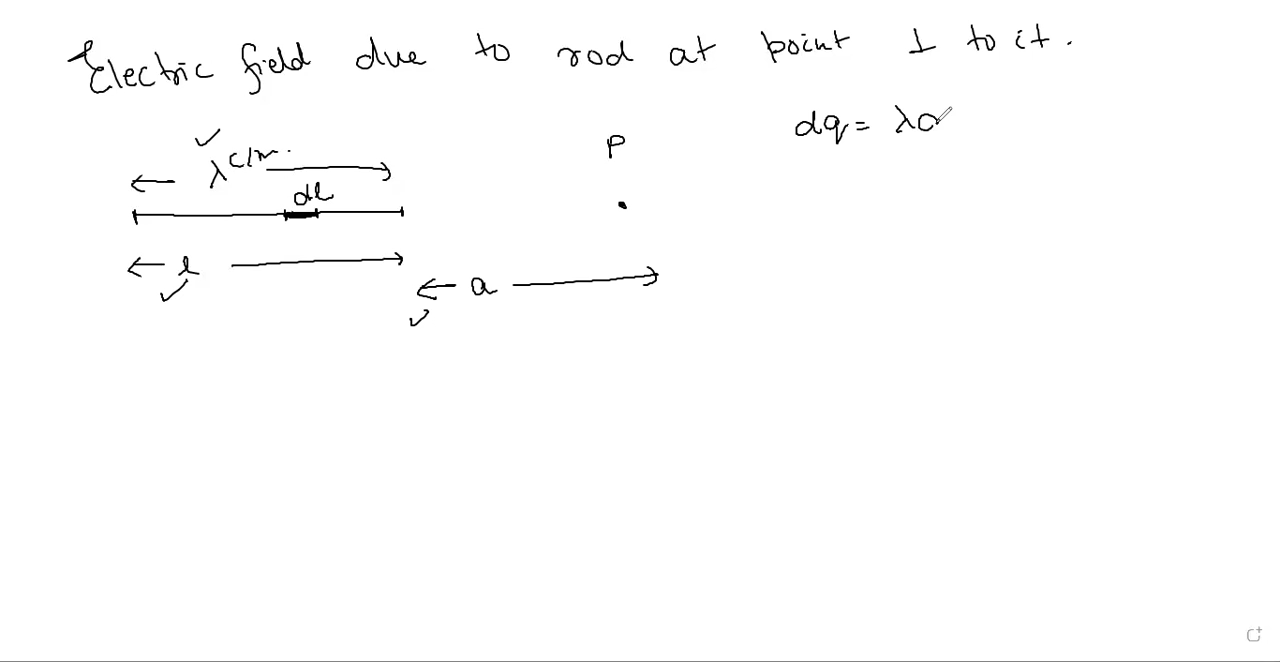 Electric field due to rod at point ⊥ to it.
dq = λd
P
λ C/m.
dl
l
a